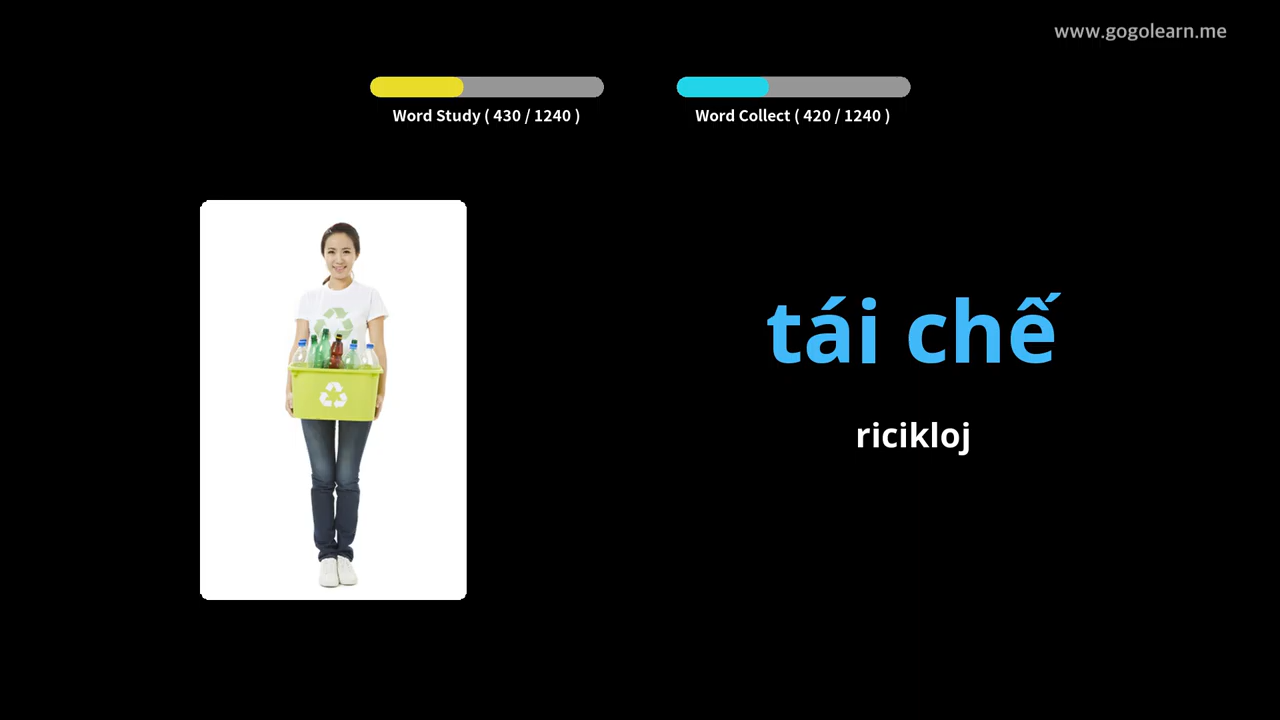 www.gogolearn.me
Word Study ( 430 / 1240 )
Word Collect ( 420 / 1240 )
tái chế
ricikloj